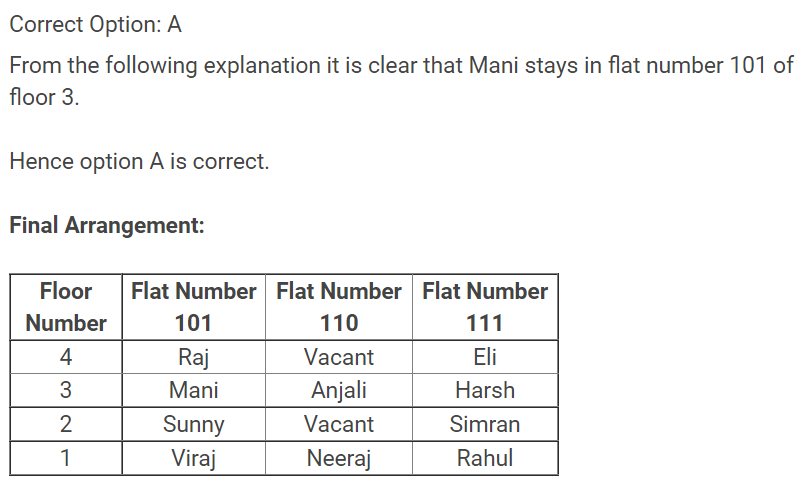 Correct Option: A
From the following explanation it is clear that Mani stays in flat number 101 of
floor 3.
Hence option A is correct.
Final Arrangement:
Floor Number | Flat Number 101 | Flat Number 110 | Flat Number 111
4 | Raj | Vacant | Eli
3 | Mani | Anjali | Harsh
2 | Sunny | Vacant | Simran
1 | Viraj | Neeraj | Rahul